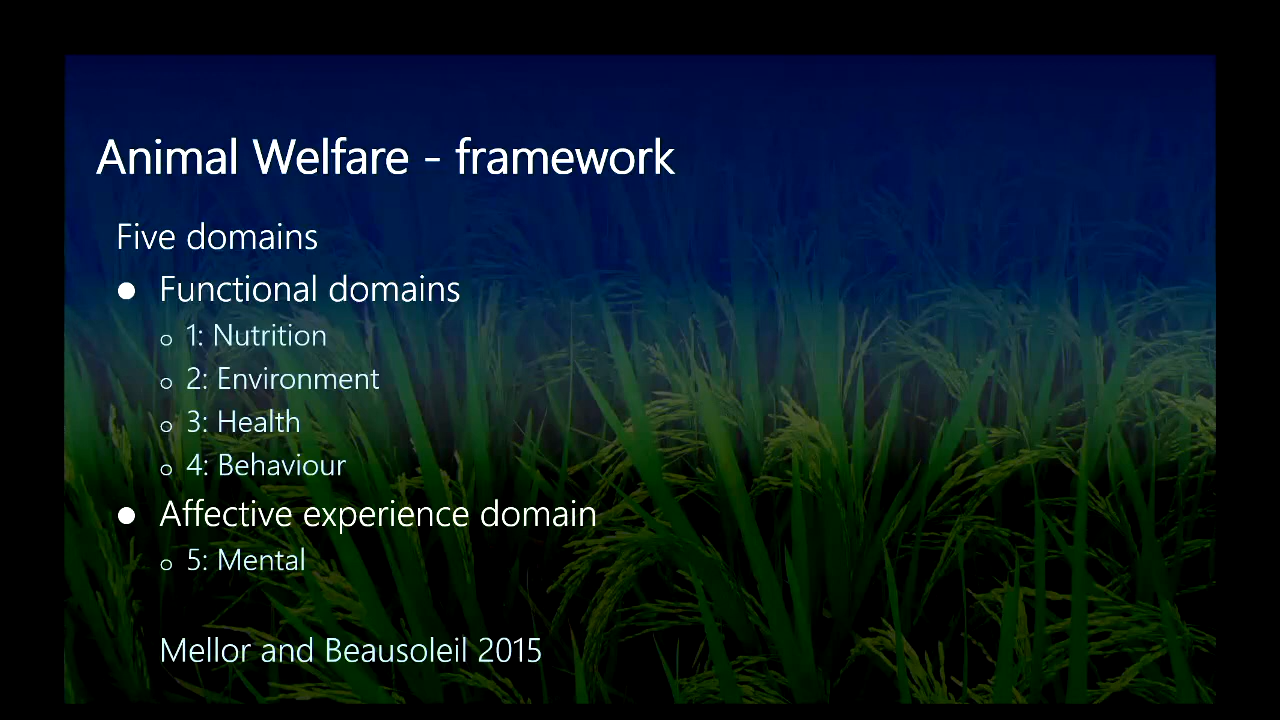 Animal Welfare - framework
Five domains
● Functional domains
o 1: Nutrition
o 2: Environment
o 3: Health
o 4: Behaviour
● Affective experience domain
o 5: Mental
Mellor and Beausoleil 2015